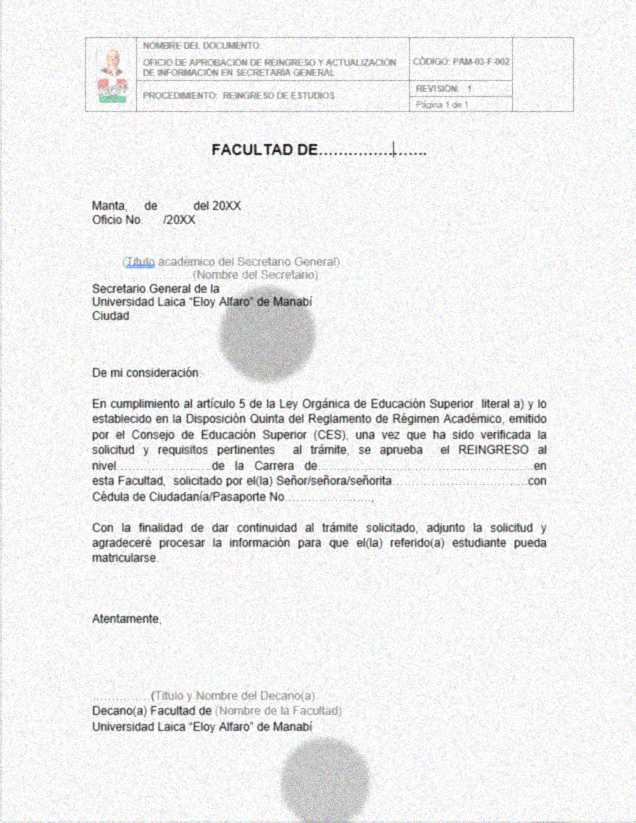 NOMBRE DEL DOCUMENTO:
OFICIO DE APROBACIÓN DE REINGRESO Y ACTUALIZACIÓN
DE INFORMACIÓN EN SECRETARÍA GENERAL
CÓDIGO: PAM-03-F-002
PROCEDIMIENTO: REINGRESO DE ESTUDIOS
REVISIÓN: 1
Página 1 de 1
FACULTAD DE.....................
Manta, de del 20XX
Oficio No. /20XX
(Título académico del Secretario General)
(Nombre del Secretario)
Secretario General de la
Universidad Laica "Eloy Alfaro" de Manabí
Ciudad
De mi consideración:
En cumplimiento al artículo 5 de la Ley Orgánica de Educación Superior literal a) y lo
establecido en la Disposición Quinta del Reglamento de Régimen Académico, emitido
por el Consejo de Educación Superior (CES), una vez que ha sido verificada la
solicitud y requisitos pertinentes al trámite, se aprueba el REINGRESO al
nivel........................de la Carrera de........................................................en
esta Facultad, solicitado por el(la) Señor/señora/señorita...................................con
Cédula de Ciudadanía/Pasaporte No.......................,
Con la finalidad de dar continuidad al trámite solicitado, adjunto la solicitud y
agradeceré procesar la información para que el(la) referido(a) estudiante pueda
matricularse.
Atentamente,
...............(Título y Nombre del Decano(a)
Decano(a) Facultad de (Nombre de la Facultad)
Universidad Laica "Eloy Alfaro" de Manabí